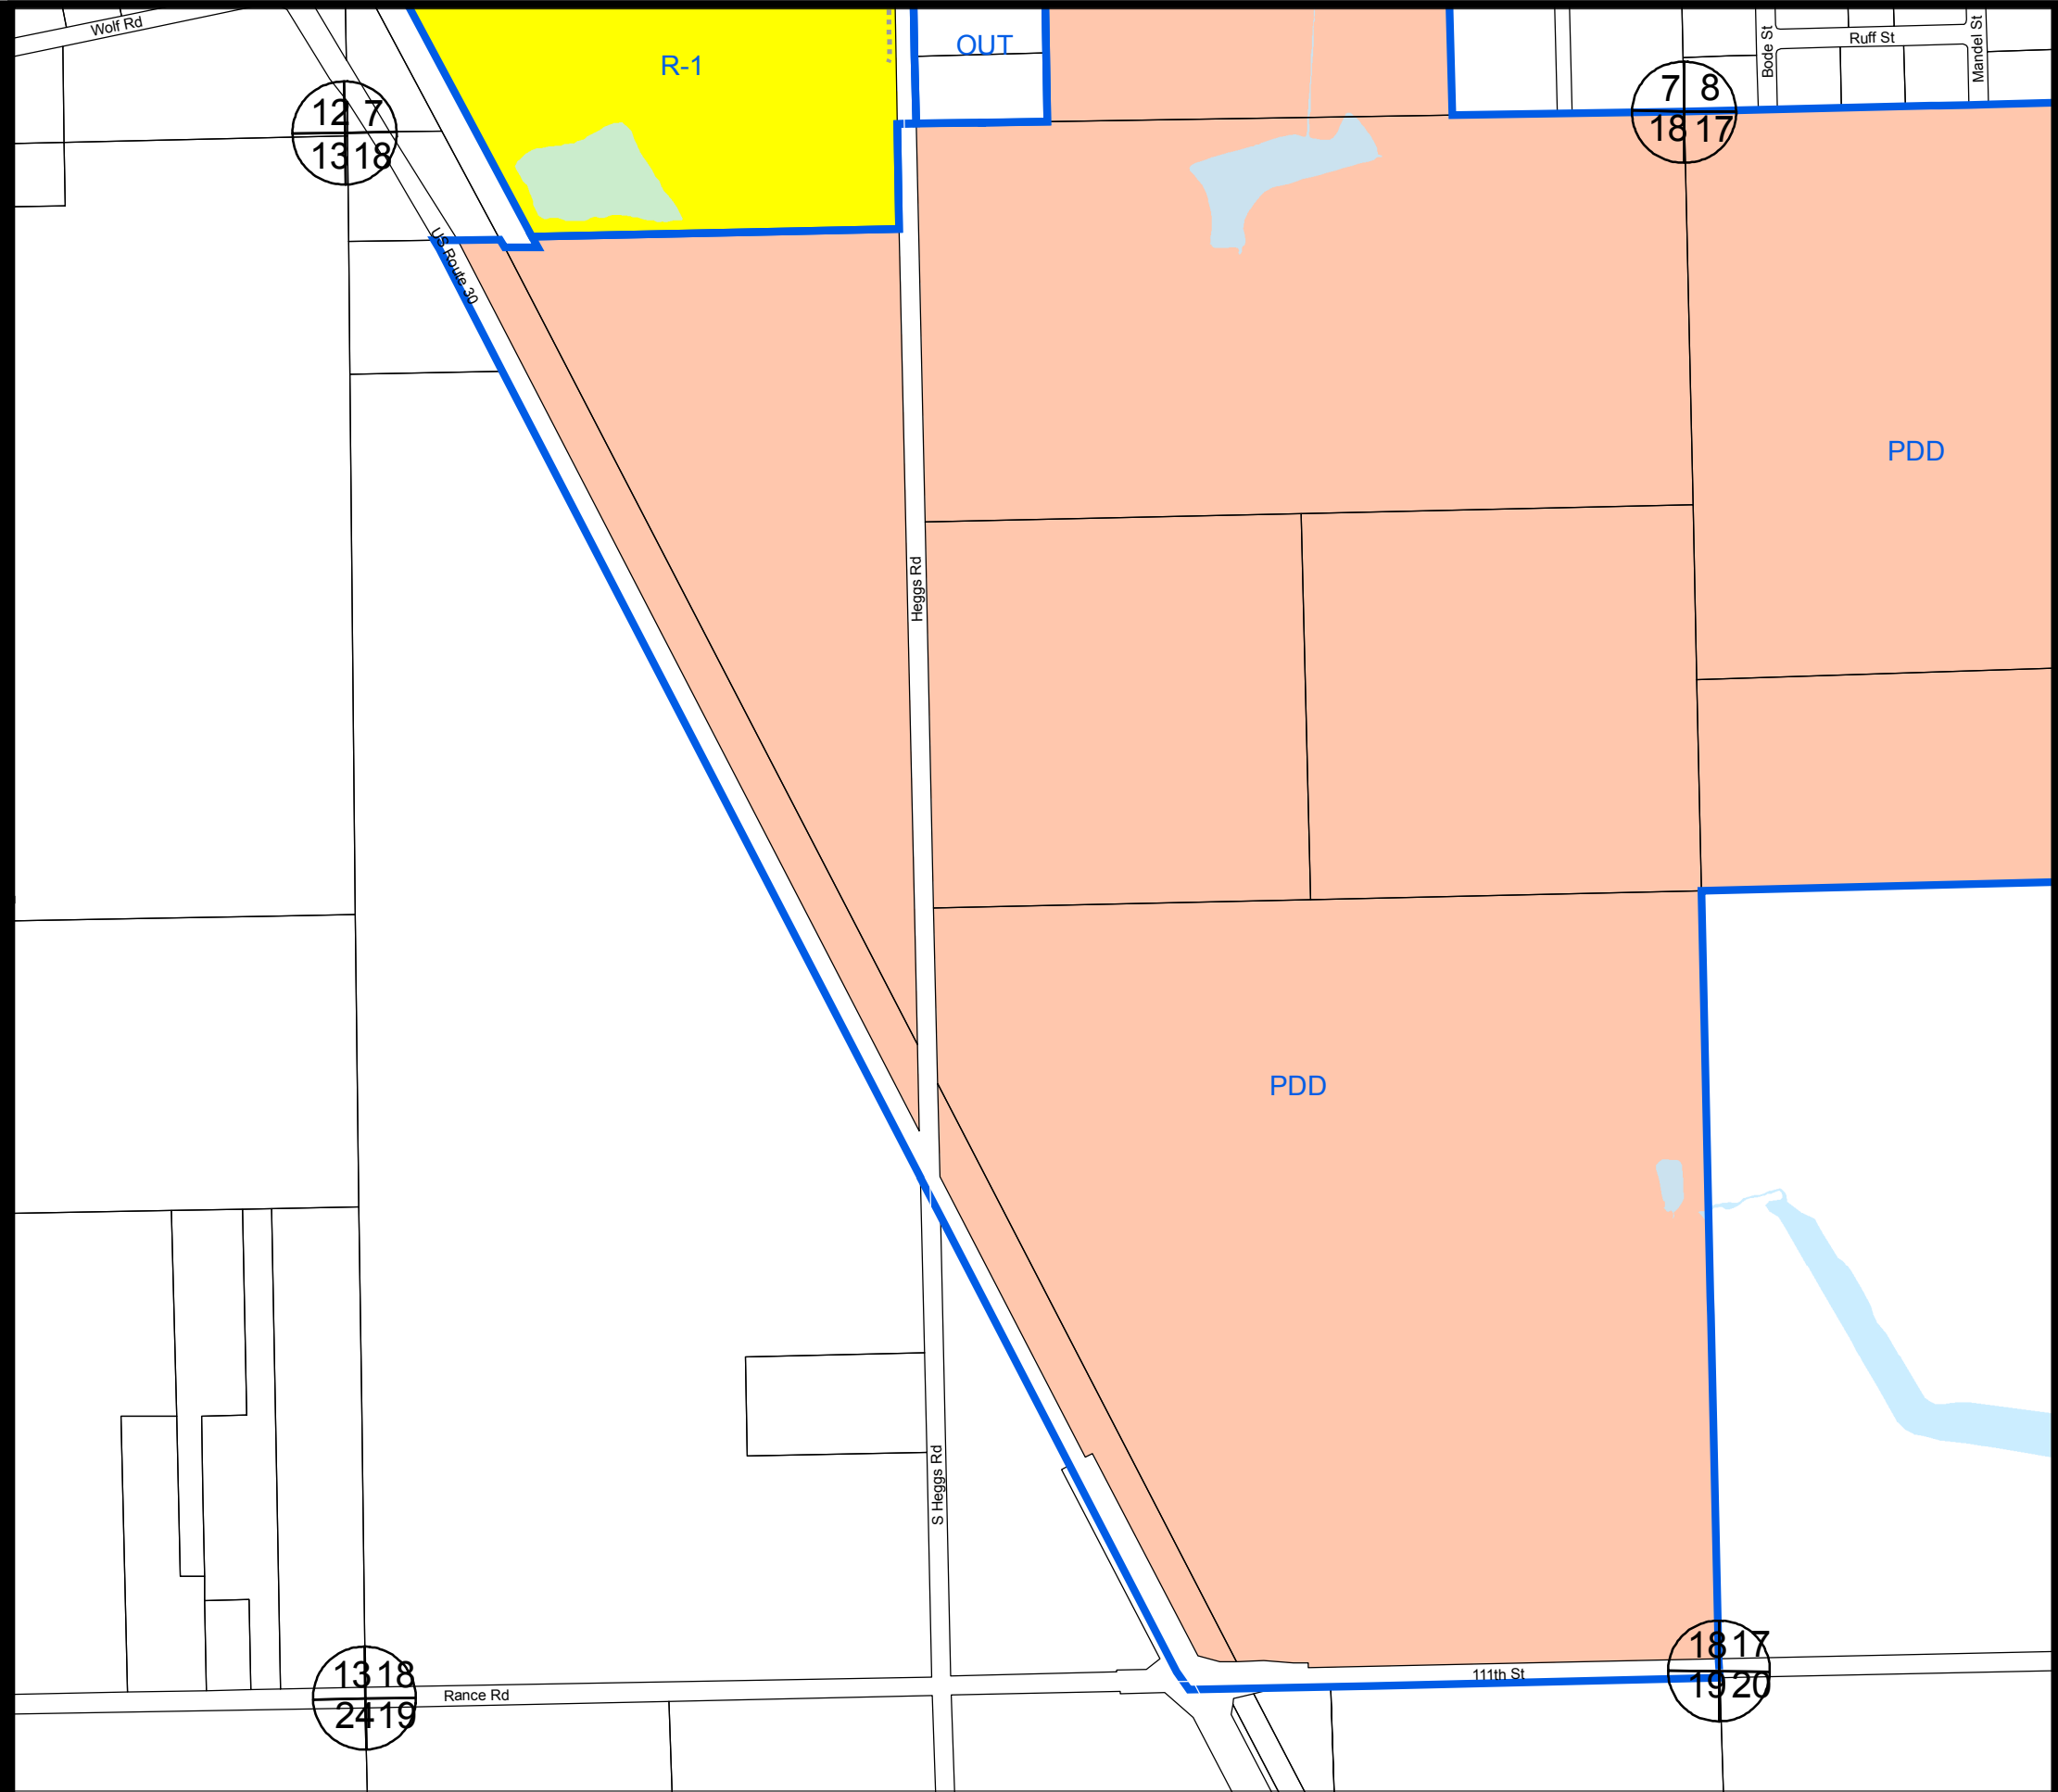 Wolf Rd
R-1
OUT
Bode St
Ruff St
Mandel St
12 7
13 18
7 8
18 17
US Route 30
PDD
Heggs Rd
PDD
S Heggs Rd
13 18
24 19
Rance Rd
111th St
18 17
19 20